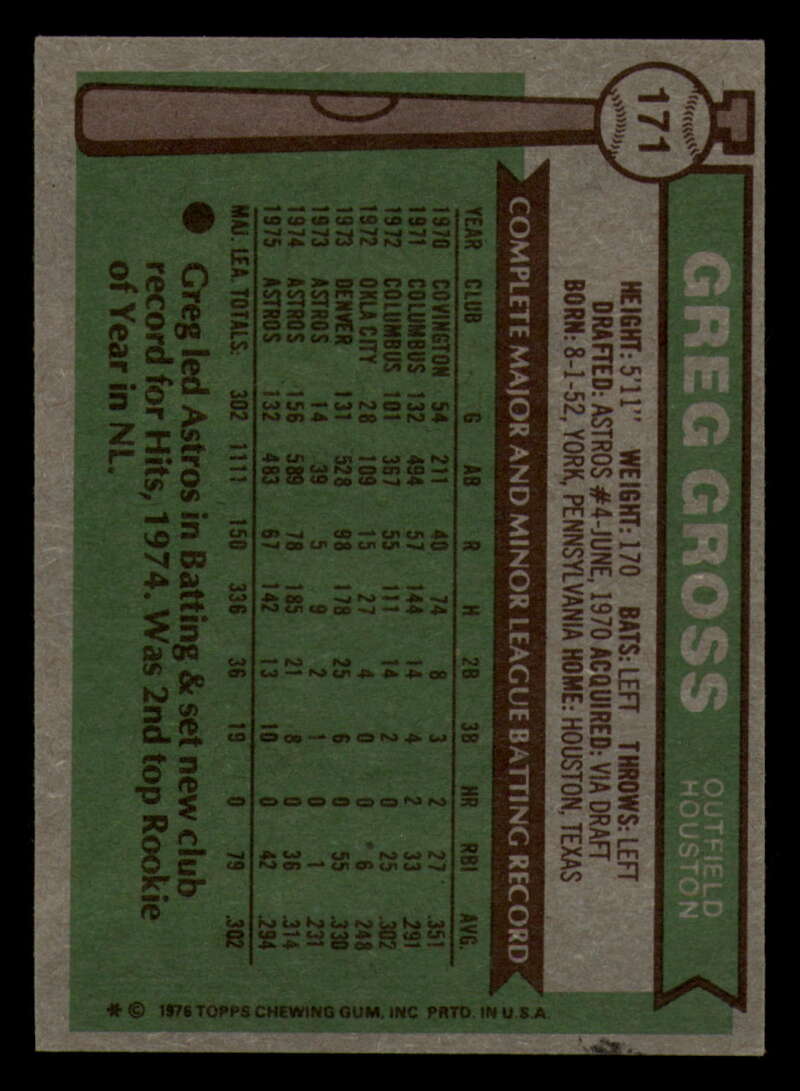 171
GREG GROSS
OUTFIELD
HOUSTON
HEIGHT: 5'11" WEIGHT: 170 BATS: LEFT THROWS: LEFT
DRAFTED: ASTROS #4-JUNE, 1970 ACQUIRED: VIA DRAFT
BORN: 8-1-52, YORK, PENNSYLVANIA HOME: HOUSTON, TEXAS
COMPLETE MAJOR AND MINOR LEAGUE BATTING RECORD
YEAR CLUB G AB R H 2B 3B HR RBI AVG.
1970 COVINGTON 54 211 40 74 8 3 2 27 .351
1971 COLUMBUS 132 494 57 144 14 4 2 33 .291
1972 COLUMBUS 101 367 55 111 14 2 0 25 .302
1972 OKLA CITY 28 109 15 27 4 0 0 6 .248
1973 DENVER 131 528 98 178 25 6 0 55 .330
1973 ASTROS 14 39 5 9 2 1 0 1 .231
1974 ASTROS 156 589 78 185 21 8 0 36 .314
1975 ASTROS 132 483 67 142 13 10 0 42 .294
MAJ. LEA. TOTALS: 302 1111 150 336 36 19 0 79 .302
● Greg led Astros in Batting & set new club
record for Hits, 1974. Was 2nd top Rookie
of Year in NL.
* © 1976 TOPPS CHEWING GUM, INC PRTD. IN U.S.A.